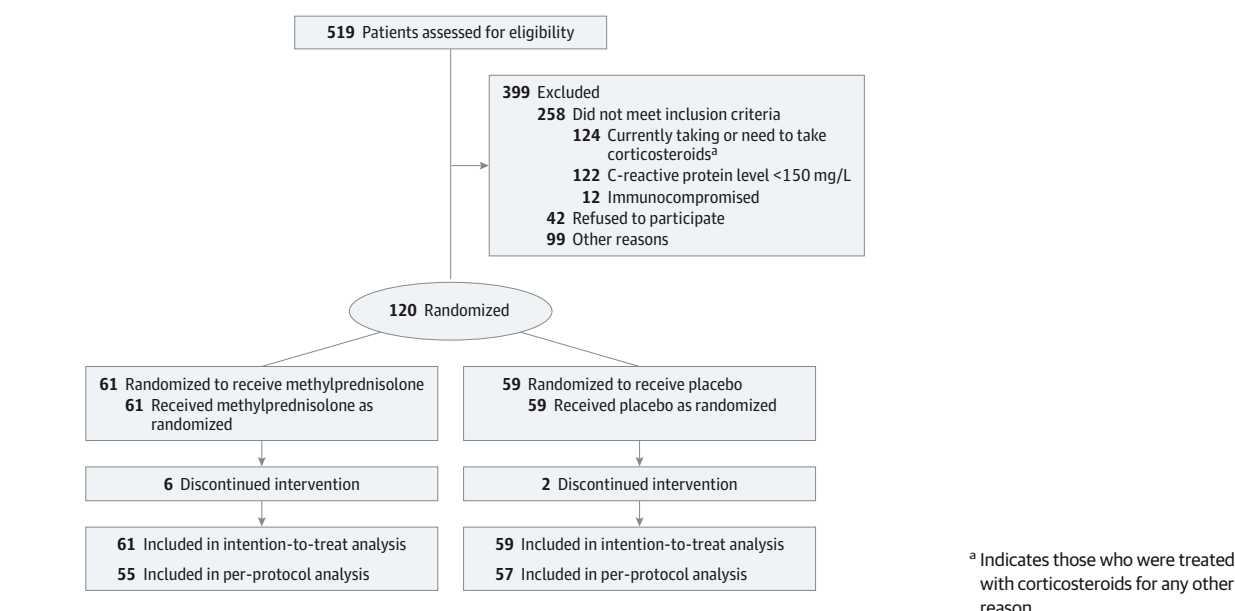 519 Patients assessed for eligibility
399 Excluded
258 Did not meet inclusion criteria
124 Currently taking or need to take
corticosteroidsᵃ
122 C-reactive protein level <150 mg/L
12 Immunocompromised
42 Refused to participate
99 Other reasons
120 Randomized
61 Randomized to receive methylprednisolone
61 Received methylprednisolone as
randomized
59 Randomized to receive placebo
59 Received placebo as randomized
6 Discontinued intervention
2 Discontinued intervention
61 Included in intention-to-treat analysis
55 Included in per-protocol analysis
59 Included in intention-to-treat analysis
57 Included in per-protocol analysis
ᵃ Indicates those who were treated
with corticosteroids for any other
reason